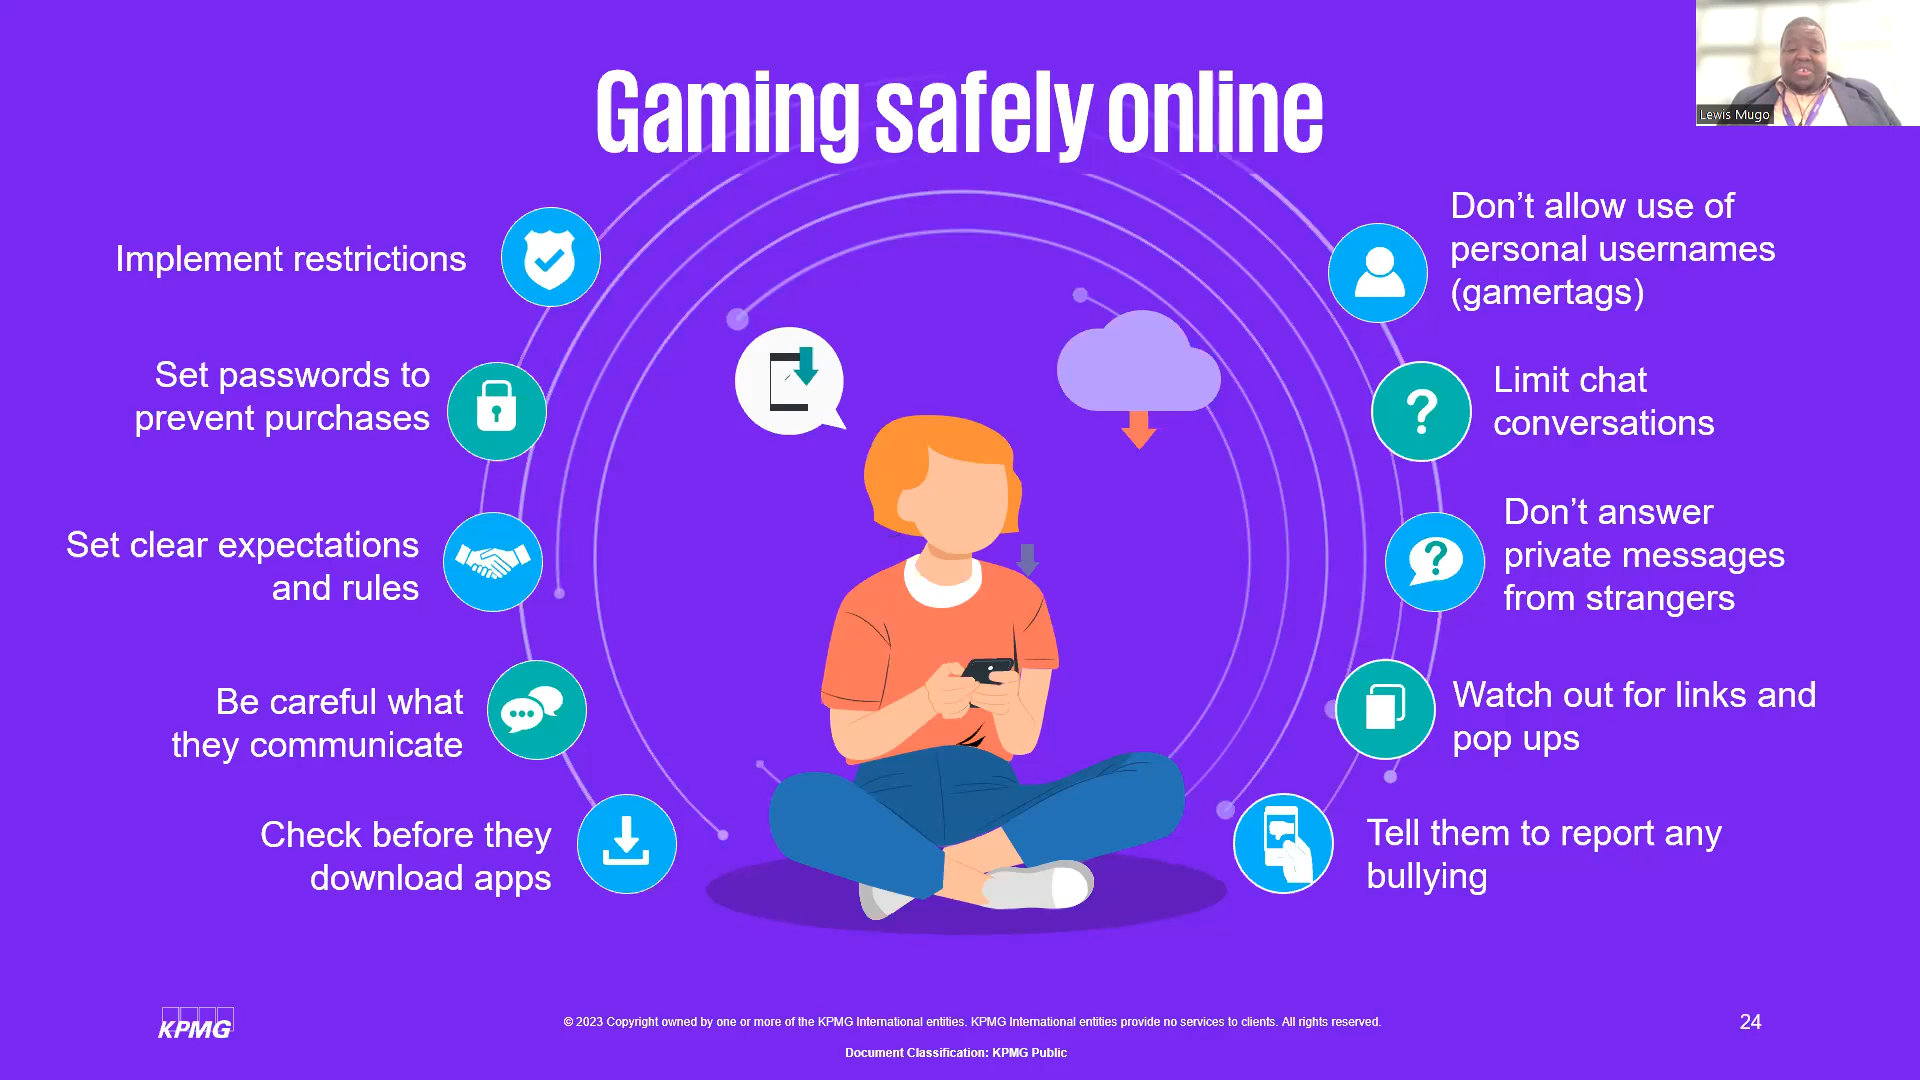 Gaming safely online
Lewis Mugo
Implement restrictions
Set passwords to
prevent purchases
Set clear expectations
and rules
Be careful what
they communicate
Check before they
download apps
Don’t allow use of
personal usernames
(gamertags)
Limit chat
conversations
Don’t answer
private messages
from strangers
Watch out for links and
pop ups
Tell them to report any
bullying
KPMG
© 2023 Copyright owned by one or more of the KPMG International entities. KPMG International entities provide no services to clients. All rights reserved.
24
Document Classification: KPMG Public